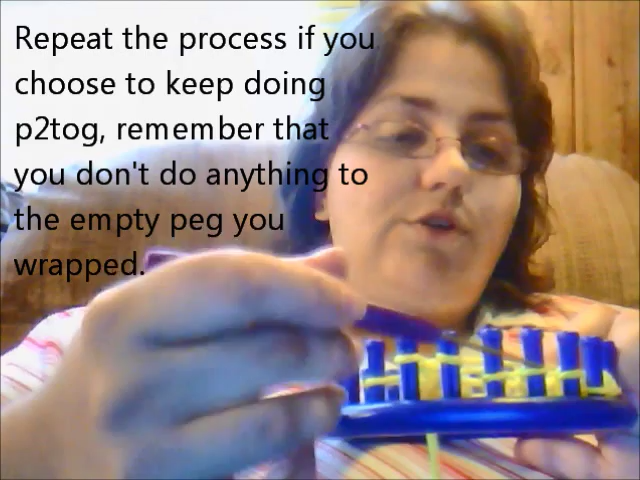 Repeat the process if you
choose to keep doing
p2tog, remember that
you don't do anything to
the empty peg you
wrapped.